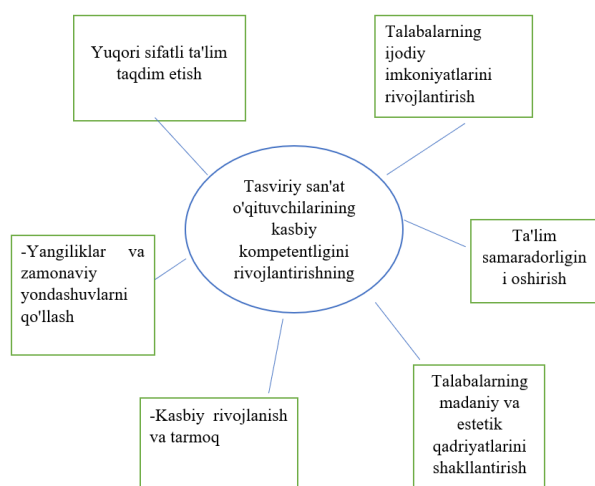 Yuqori sifatli ta'lim
taqdim etish
Talabalarning
ijodiy
imkoniyatlarini
rivojlantirish
Tasviriy san'at
o'qituvchilarining
kasbiy
kompetentligini
rivojlantirishning
-Yangiliklar va
zamonaviy
yondashuvlarni
qo'llash
Ta'lim
samaradorligin
i oshirish
-Kasbiy rivojlanish
va tarmoq
Talabalarning
madaniy va
estetik
qadriyatlarini
shakllantirish